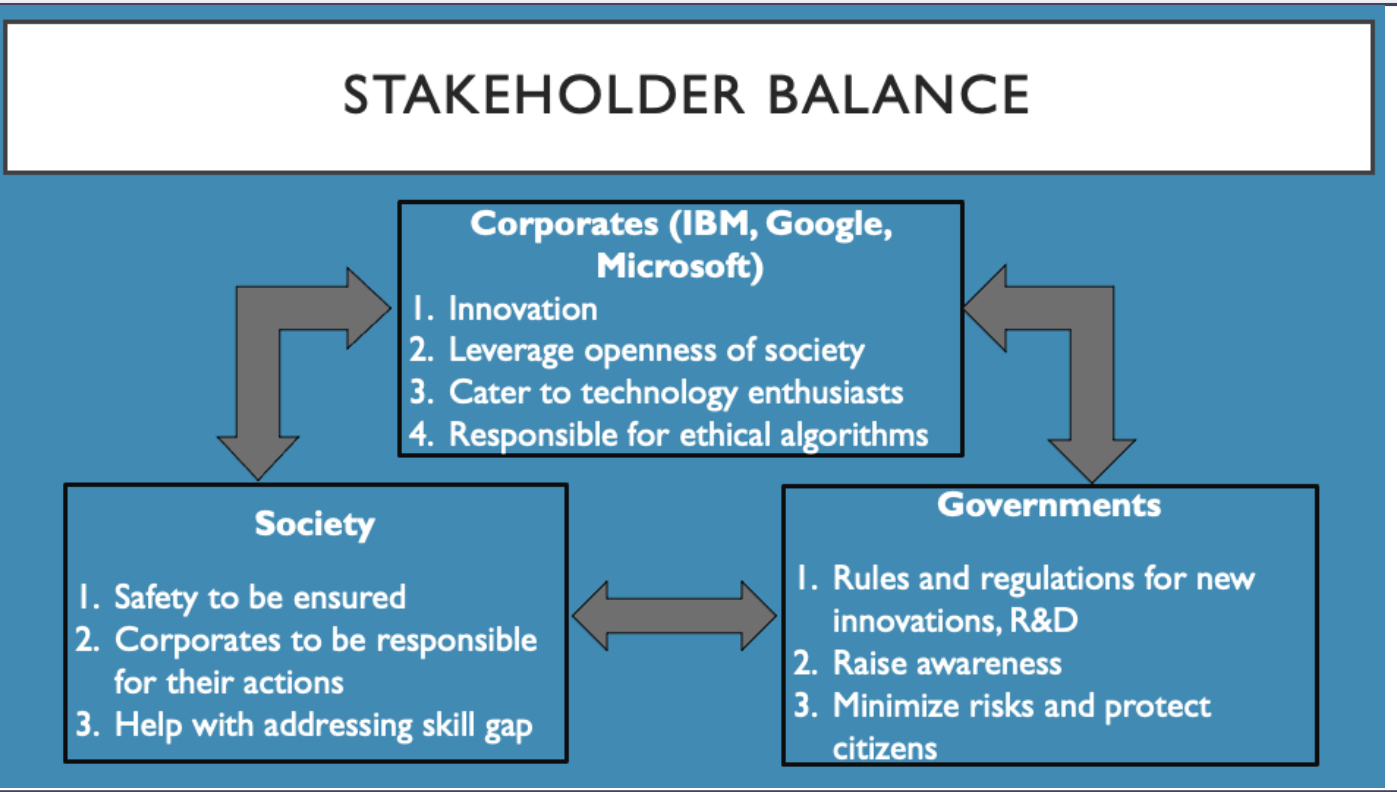 STAKEHOLDER BALANCE
Corporates (IBM, Google,
Microsoft)
1. Innovation
2. Leverage openness of society
3. Cater to technology enthusiasts
4. Responsible for ethical algorithms
Society
1. Safety to be ensured
2. Corporates to be responsible
for their actions
3. Help with addressing skill gap
Governments
1. Rules and regulations for new
innovations, R&D
2. Raise awareness
3. Minimize risks and protect
citizens